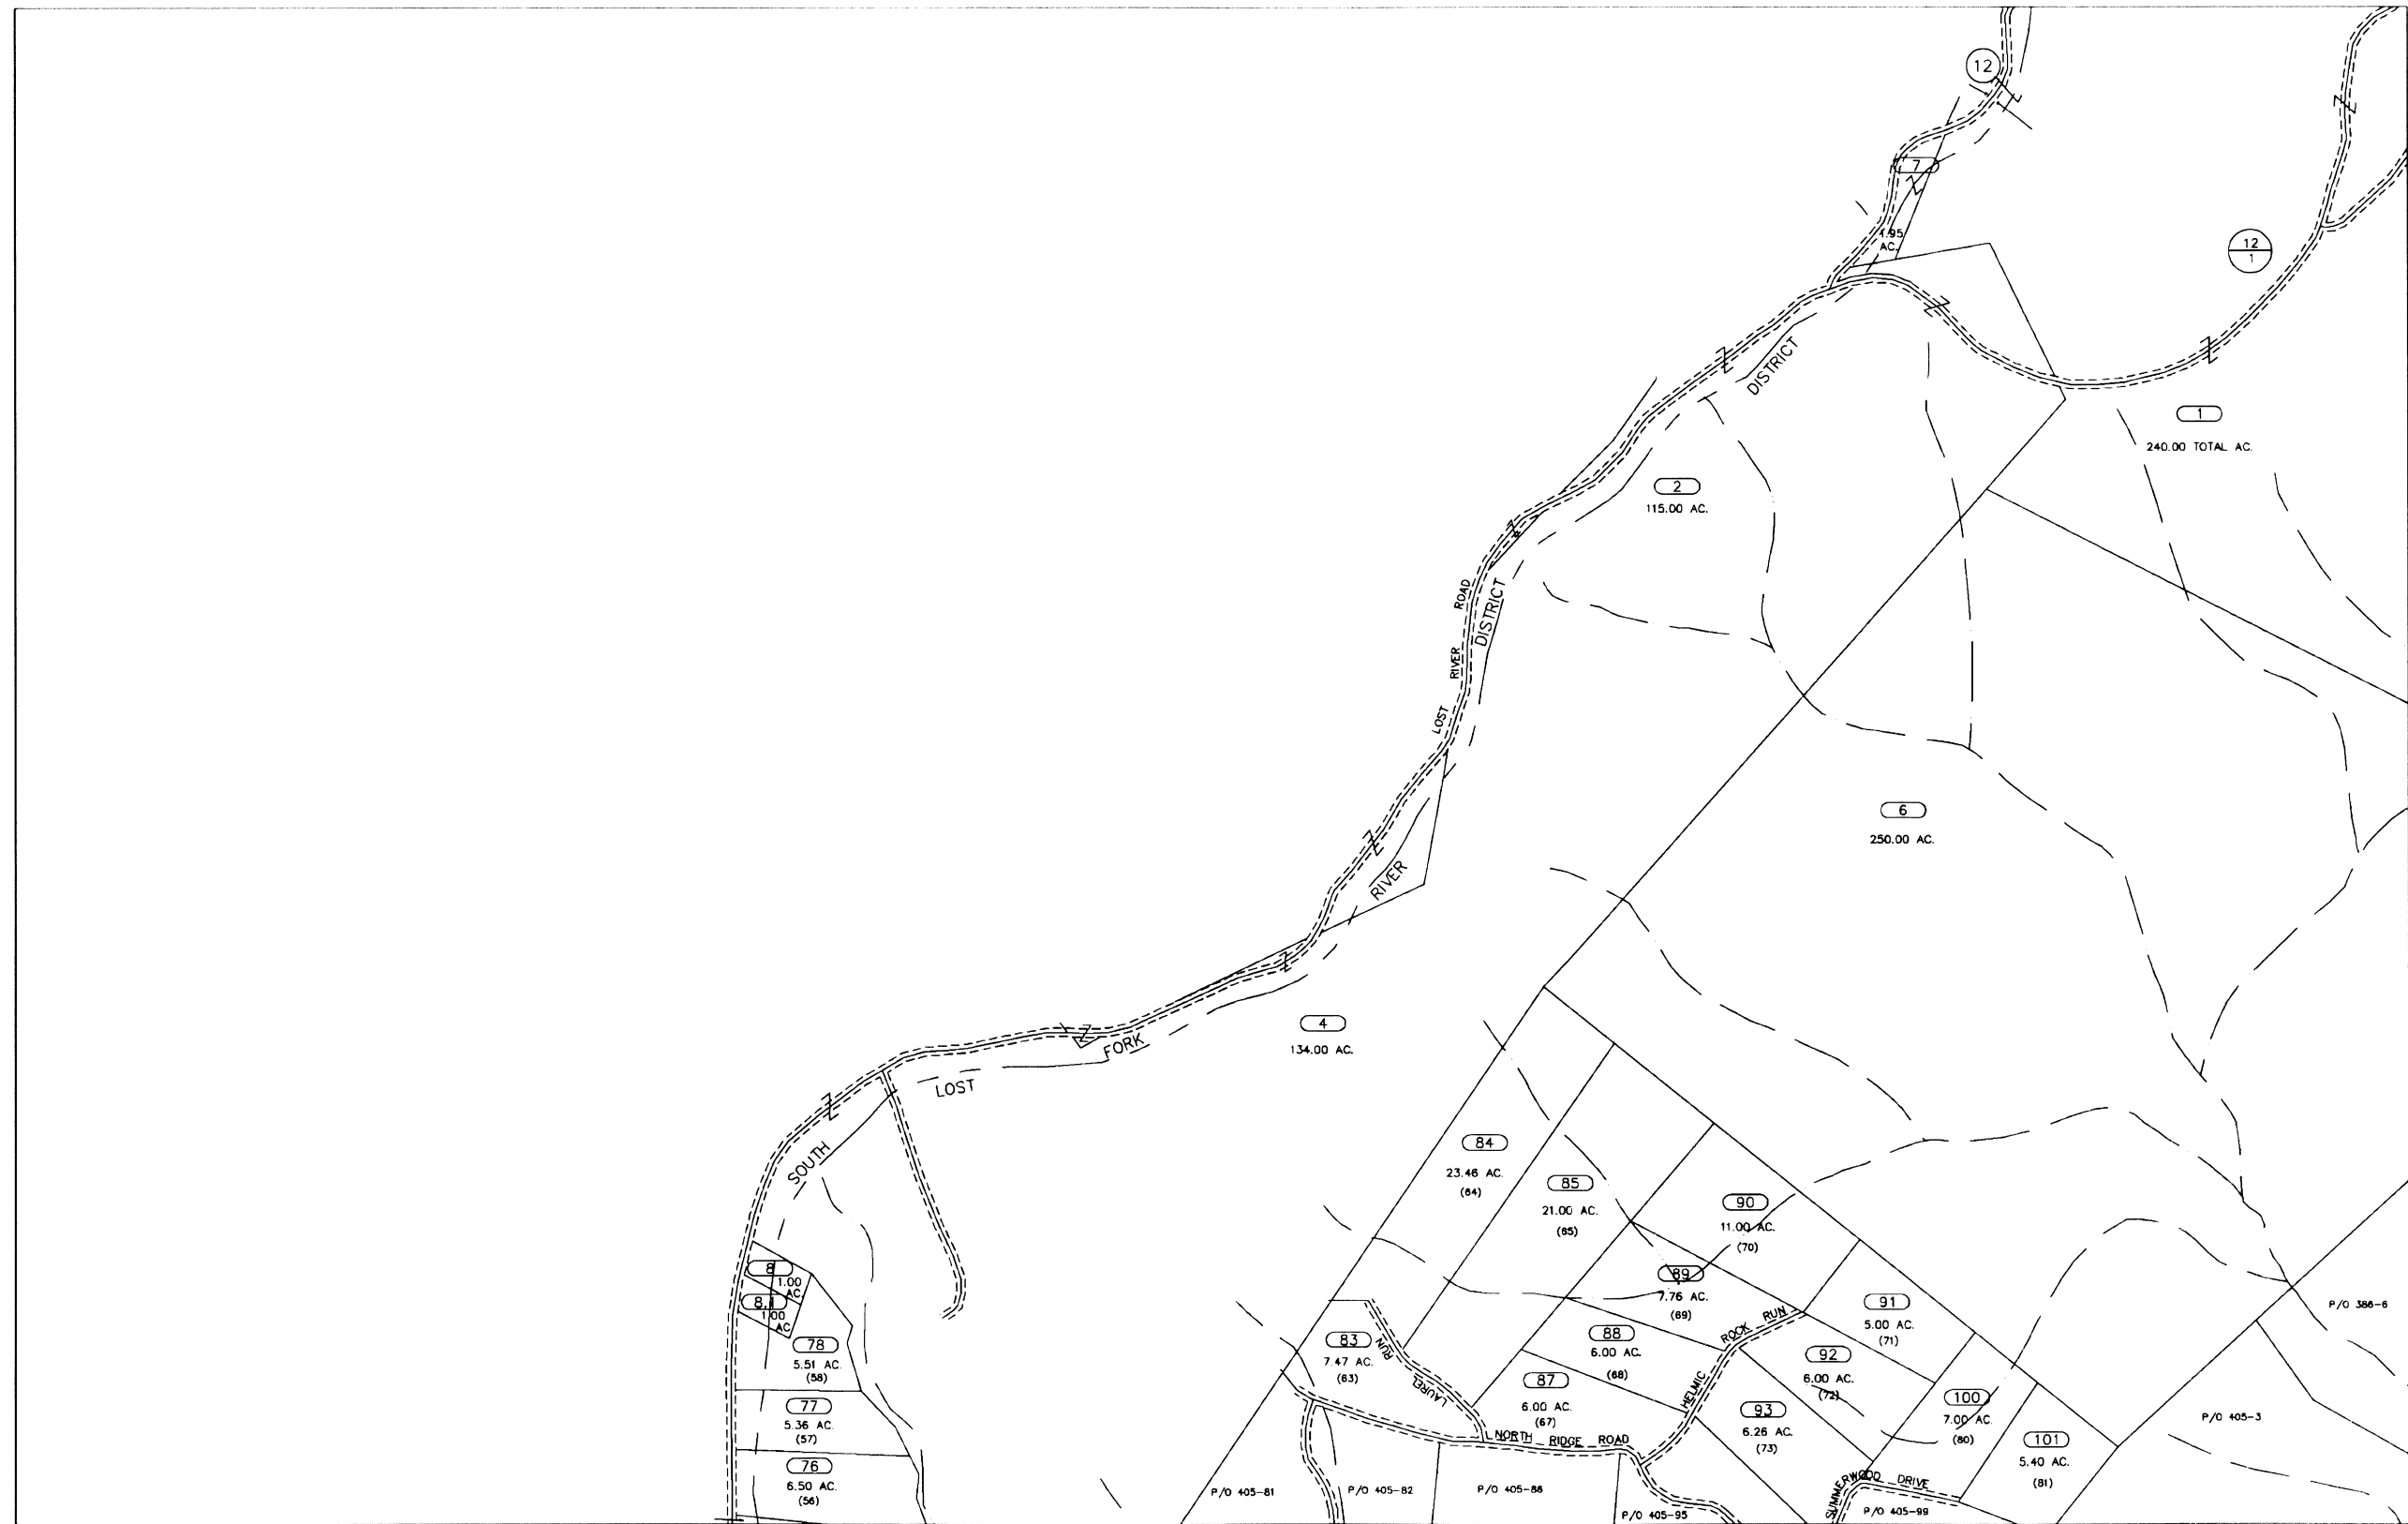 12
7
1.95
AC.
12
1
DISTRICT
1
240.00 TOTAL AC.
2
115.00 AC.
LOST RIVER ROAD
DISTRICT
6
250.00 AC.
RIVER
4
134.00 AC.
FORK
LOST
SOUTH
84
23.46 AC.
(64)
85
21.00 AC.
(65)
90
11.00 AC.
(70)
8
1.00
AC.
8.1
1.00
AC
78
5.51 AC.
(58)
77
5.36 AC.
(57)
76
6.50 AC.
(56)
89
7.76 AC.
(69)
88
6.00 AC.
(68)
87
6.00 AC.
(67)
83
7.47 AC.
(63)
LAUREL RUN
HELMIC ROCK RUN
91
5.00 AC.
(71)
92
6.00 AC.
(72)
93
6.26 AC.
(73)
100
7.00 AC.
(80)
101
5.40 AC.
(81)
NORTH RIDGE ROAD
SUMMERWOOD DRIVE
P/O 386-6
P/O 405-3
P/O 405-81
P/O 405-82
P/O 405-86
P/O 405-95
P/O 405-99